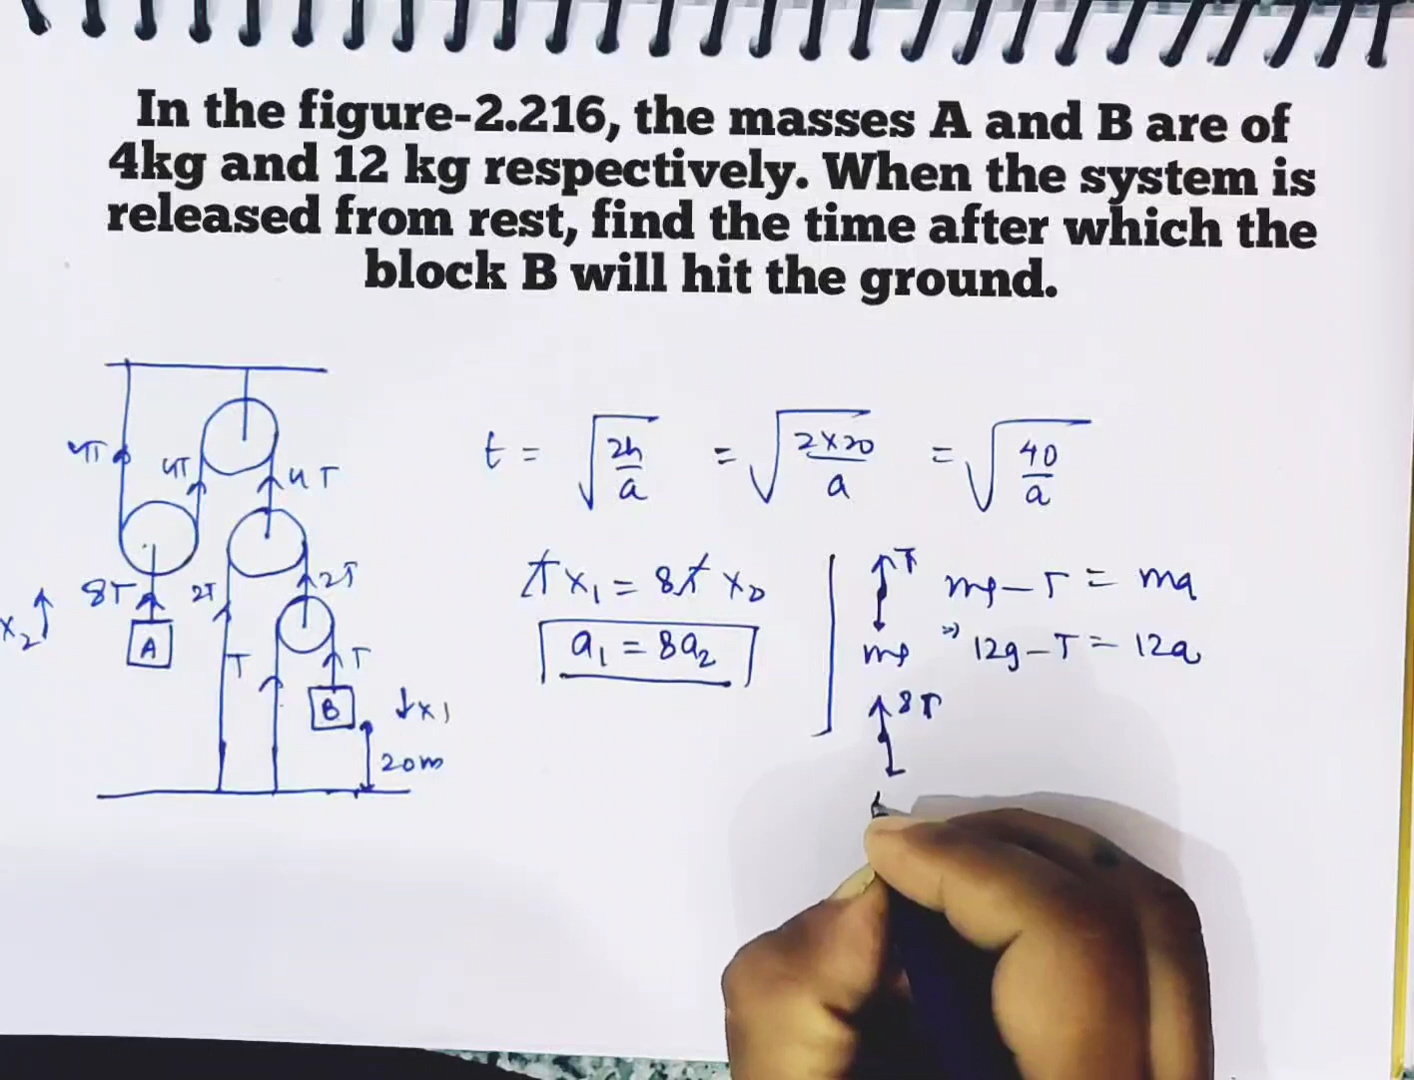 In the figure-2.216, the masses A and B are of
4kg and 12 kg respectively. When the system is
released from rest, find the time after which the
block B will hit the ground.
t = √(2h/a) = √(2×20/a) = √(40/a)
4T
4T
4T
8T
2T
2T
x₂
A
T
T
B
x₁
20m
T x₁ = 8T x₂
a₁ = 8a₂
T
mg - T = ma
mg
⇒ 12g - T = 12a
8T